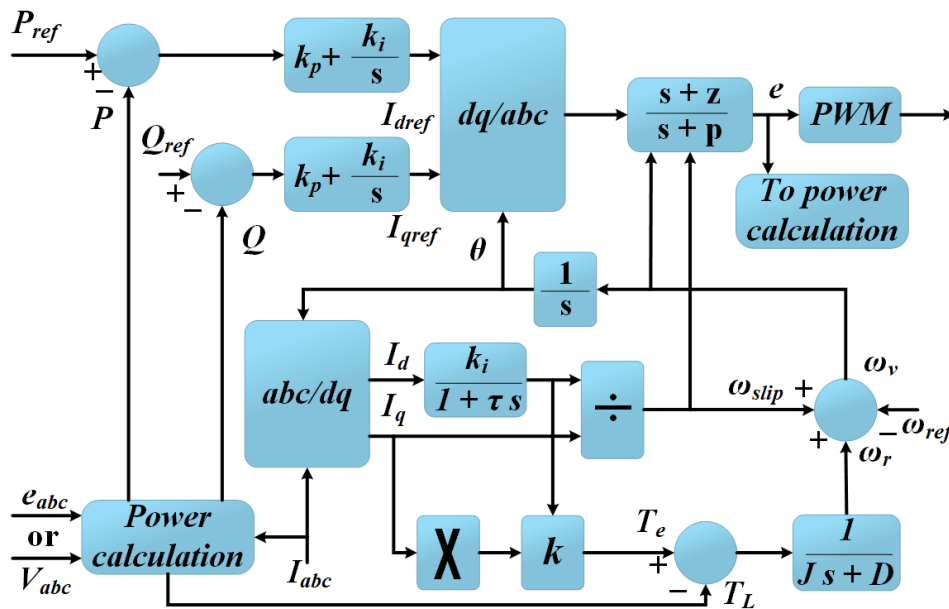 P_ref
+
−
P
k_p + k_i / s
dq/abc
I_dref
s + z / s + p
e
PWM
To power
calculation
Q_ref
+
−
Q
k_p + k_i / s
I_qref
θ
1 / s
abc/dq
I_d
I_q
k_i / 1 + τ s
÷
ω_slip
+
+
−
ω_v
ω_ref
ω_r
e_abc
or
V_abc
Power
calculation
I_abc
X
k
T_e
+
−
T_L
1 / J s + D